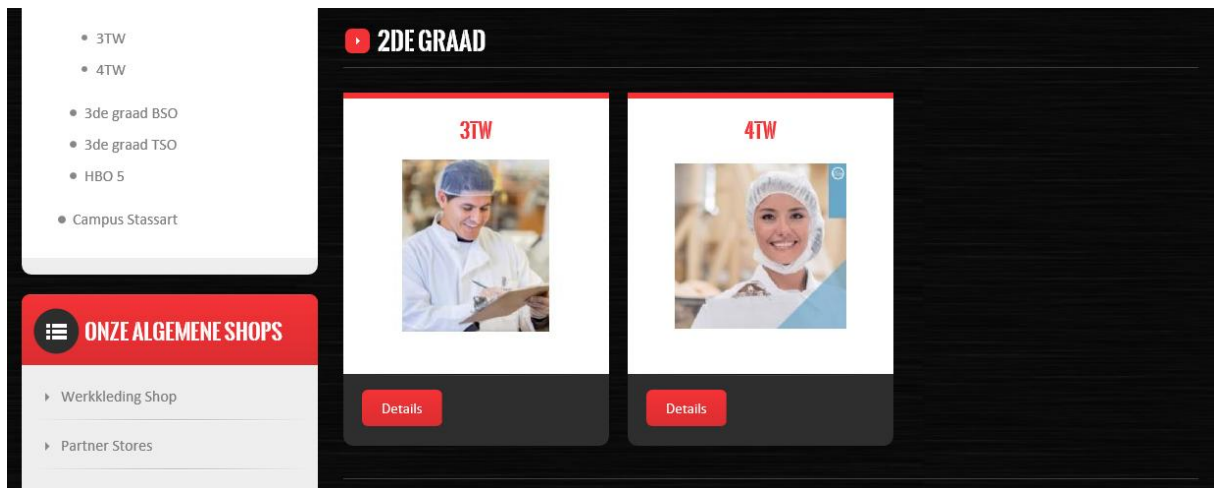 3TW
4TW
3de graad BSO
3de graad TSO
HBO 5
Campus Stassart
ONZE ALGEMENE SHOPS
Werkkleding Shop
Partner Stores
2DE GRAAD
3TW
4TW
Details
Details